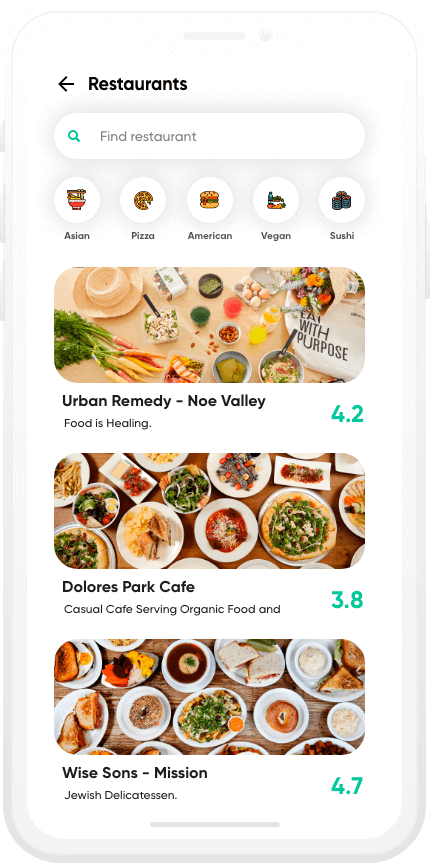 Restaurants
Find restaurant
Asian
Pizza
American
Vegan
Sushi
EAT
WITH
PURPOSE
Urban Remedy - Noe Valley
4.2
Food is Healing.
Dolores Park Cafe
3.8
Casual Cafe Serving Organic Food and
Wise Sons - Mission
4.7
Jewish Delicatessen.